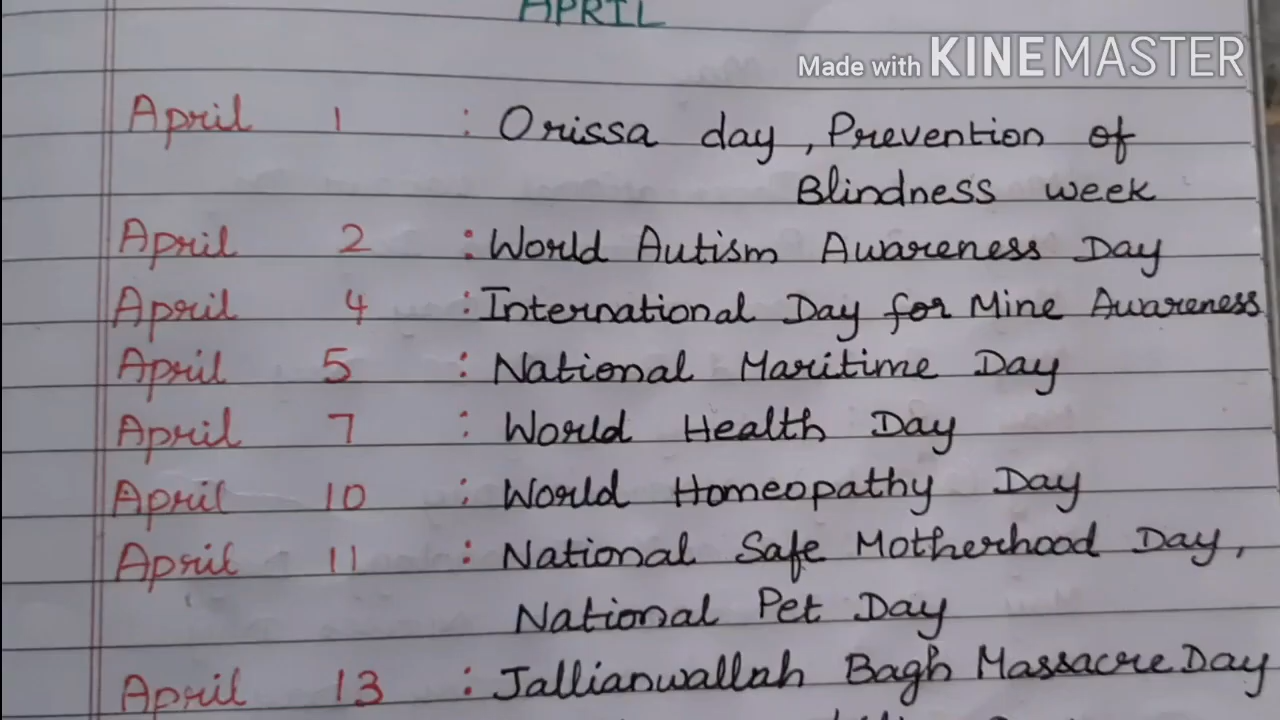 APRIL
Made with KINEMASTER
April 1 : Orissa day, Prevention of
Blindness week
April 2 : World Autism Awareness Day
April 4 : International Day for Mine Awareness
April 5 : National Maritime Day
April 7 : World Health Day
April 10 : World Homeopathy Day
April 11 : National Safe Motherhood Day,
National Pet Day
April 13 : Jallianwallah Bagh Massacre Day